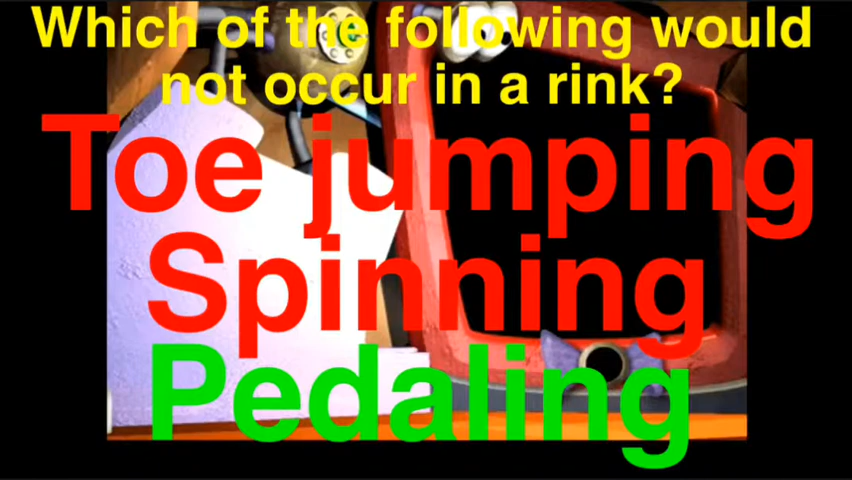 Which of the following would
not occur in a rink?
Toe jumping
Spinning
Pedaling